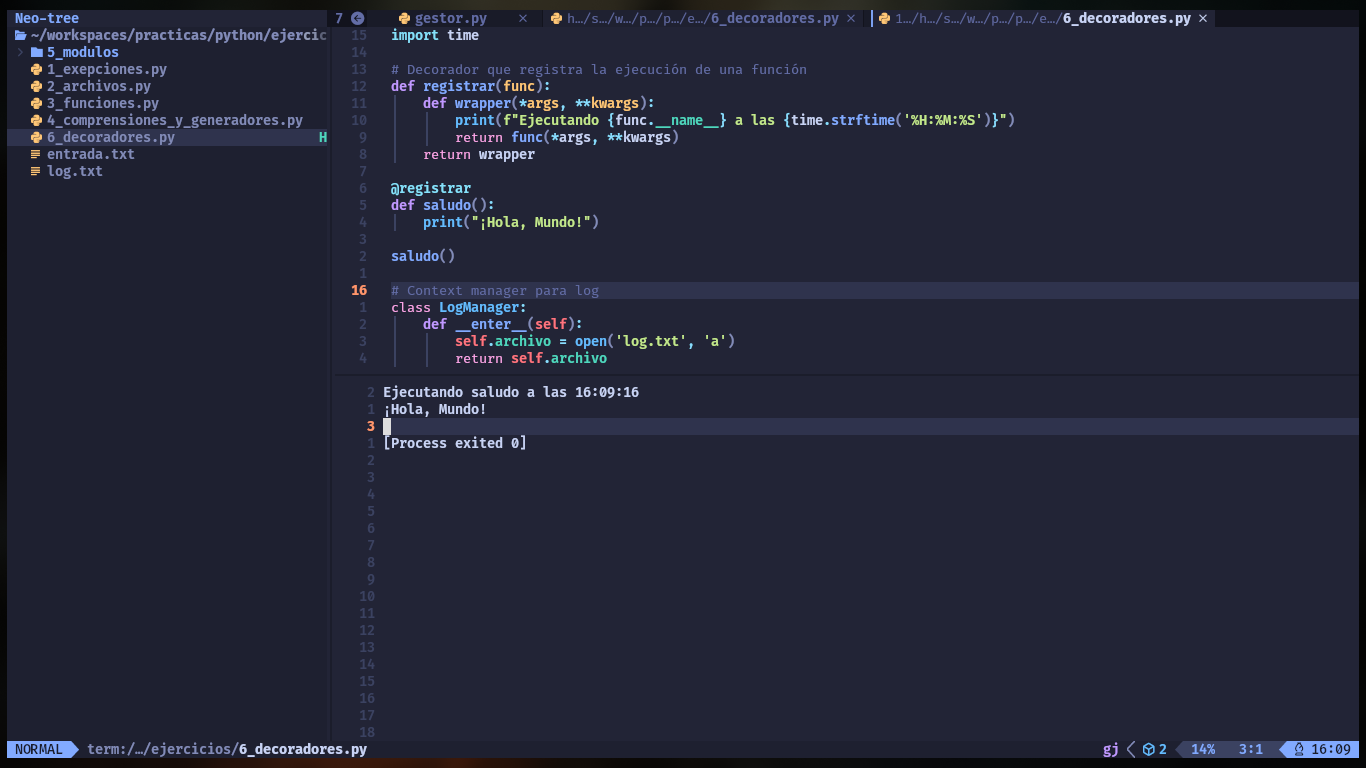 Neo-tree
~/workspaces/practicas/python/ejercic
5_modulos
1_exepciones.py
2_archivos.py
3_funciones.py
4_comprensiones_y_generadores.py
6_decoradores.py H
entrada.txt
log.txt
7 gestor.py × h…/s…/w…/p…/p…/e…/6_decoradores.py × 1…/h…/s…/w…/p…/p…/e…/6_decoradores.py ×
15 import time
14
13 # Decorador que registra la ejecución de una función
12 def registrar(func):
11     def wrapper(*args, **kwargs):
10         print(f"Ejecutando {func.__name__} a las {time.strftime('%H:%M:%S')}")
9         return func(*args, **kwargs)
8     return wrapper
7
6 @registrar
5 def saludo():
4     print("¡Hola, Mundo!")
3
2 saludo()
1
16 # Context manager para log
1 class LogManager:
2     def __enter__(self):
3         self.archivo = open('log.txt', 'a')
4         return self.archivo
2 Ejecutando saludo a las 16:09:16
1 ¡Hola, Mundo!
3
1 [Process exited 0]
2
3
4
5
6
7
8
9
10
11
12
13
14
15
16
17
18
NORMAL term:/…/ejercicios/6_decoradores.py gj 2 14% 3:1 16:09